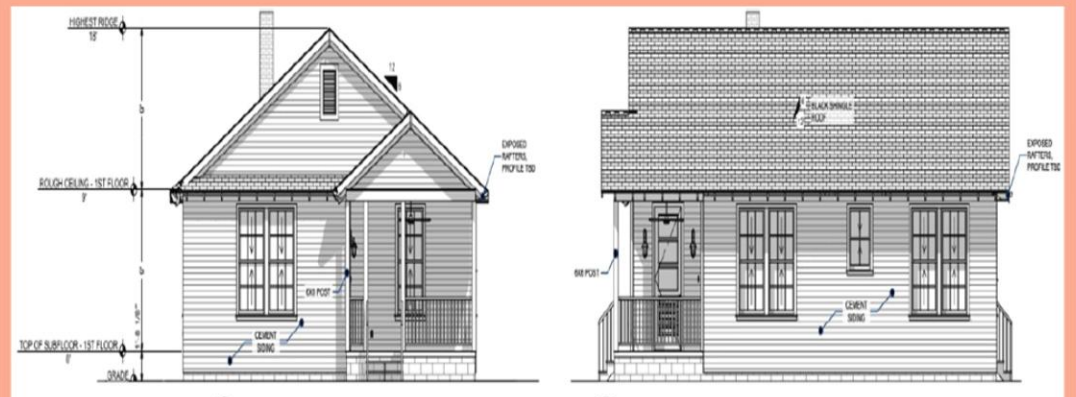 HIGHEST RIDGE
18'
12
EXPOSED
RAFTERS,
PROFILE TBD
ROUGH CEILING - 1ST FLOOR
9'
6X6 POST
CEMENT
SIDING
TOP OF SUBFLOOR - 1ST FLOOR
0'
GRADE
BLACK SHINGLE
ROOF
EXPOSED
RAFTERS,
PROFILE TBD
6X6 POST
CEMENT
SIDING